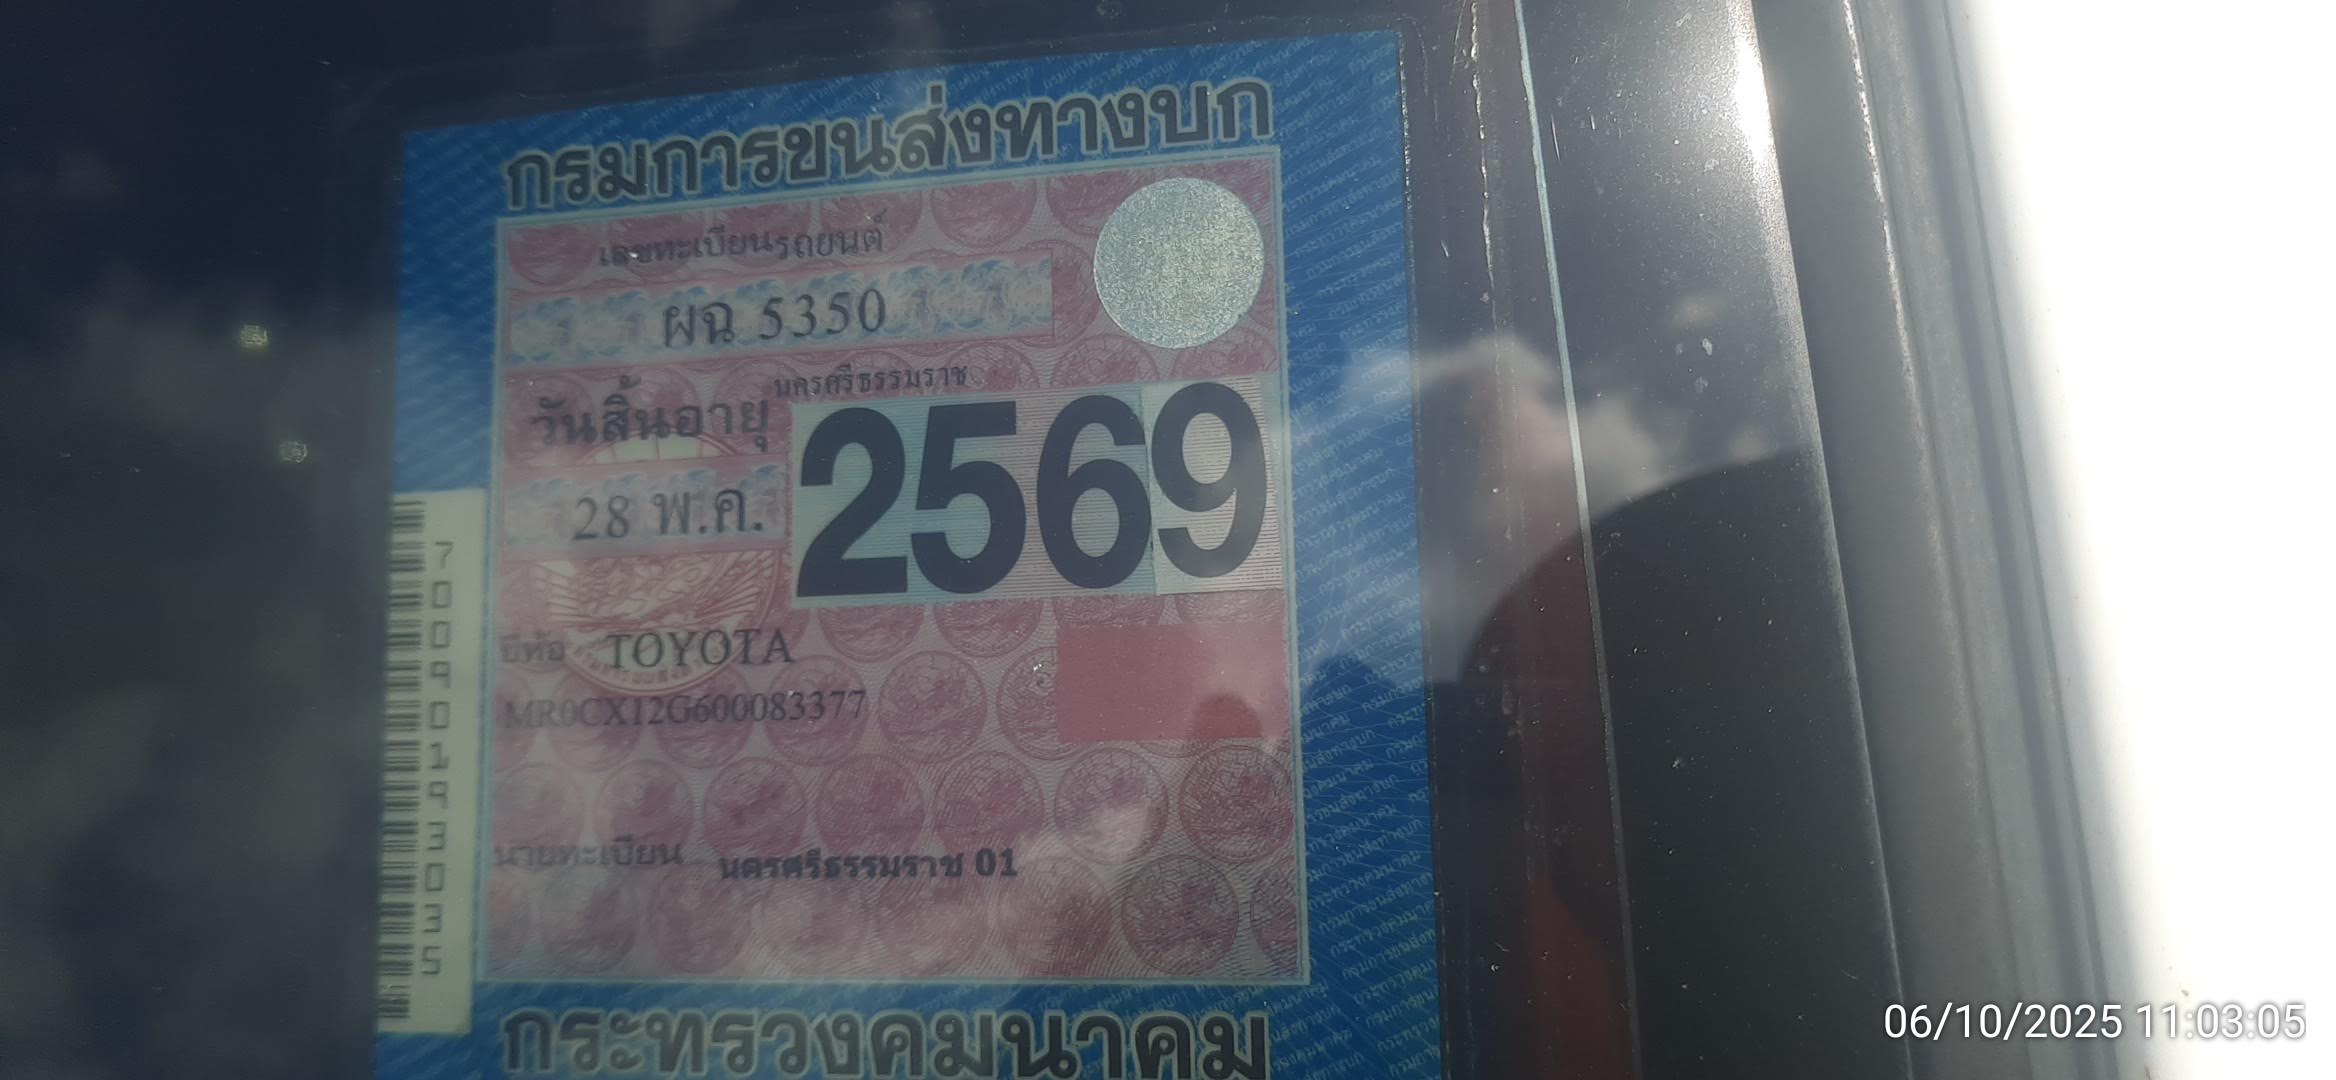 กรมการขนส่งทางบก
เลขทะเบียนรถยนต์
ผฉ 5350
นครศรีธรรมราช
วันสิ้นอายุ
28 พ.ค.
2569
ยี่ห้อ TOYOTA
MR0CX12G600083377
นายทะเบียน นครศรีธรรมราช 01
70090193035
กระทรวงคมนาคม
06/10/2025 11:03:05